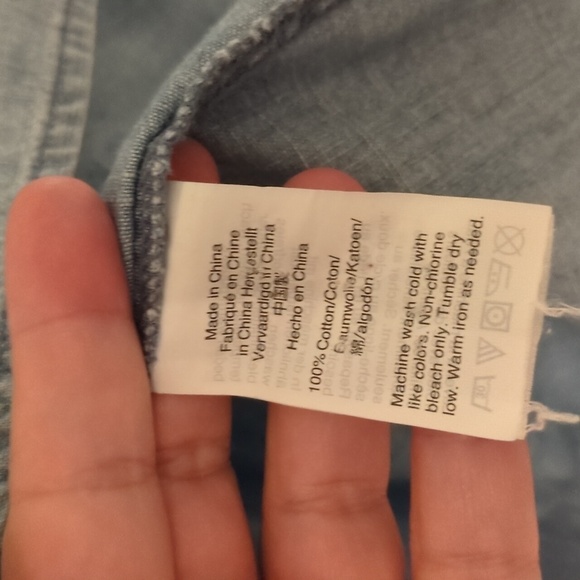 Made in China
Fabriqué en Chine
in China Hergestellt
Vervaardigd in China
中国製
Hecho en China
100% Cotton/Coton/
Baumwolle/Katoen/
綿/algodón
Machine wash cold with
like colors. Non-chlorine
bleach only. Tumble dry
low. Warm iron as needed.